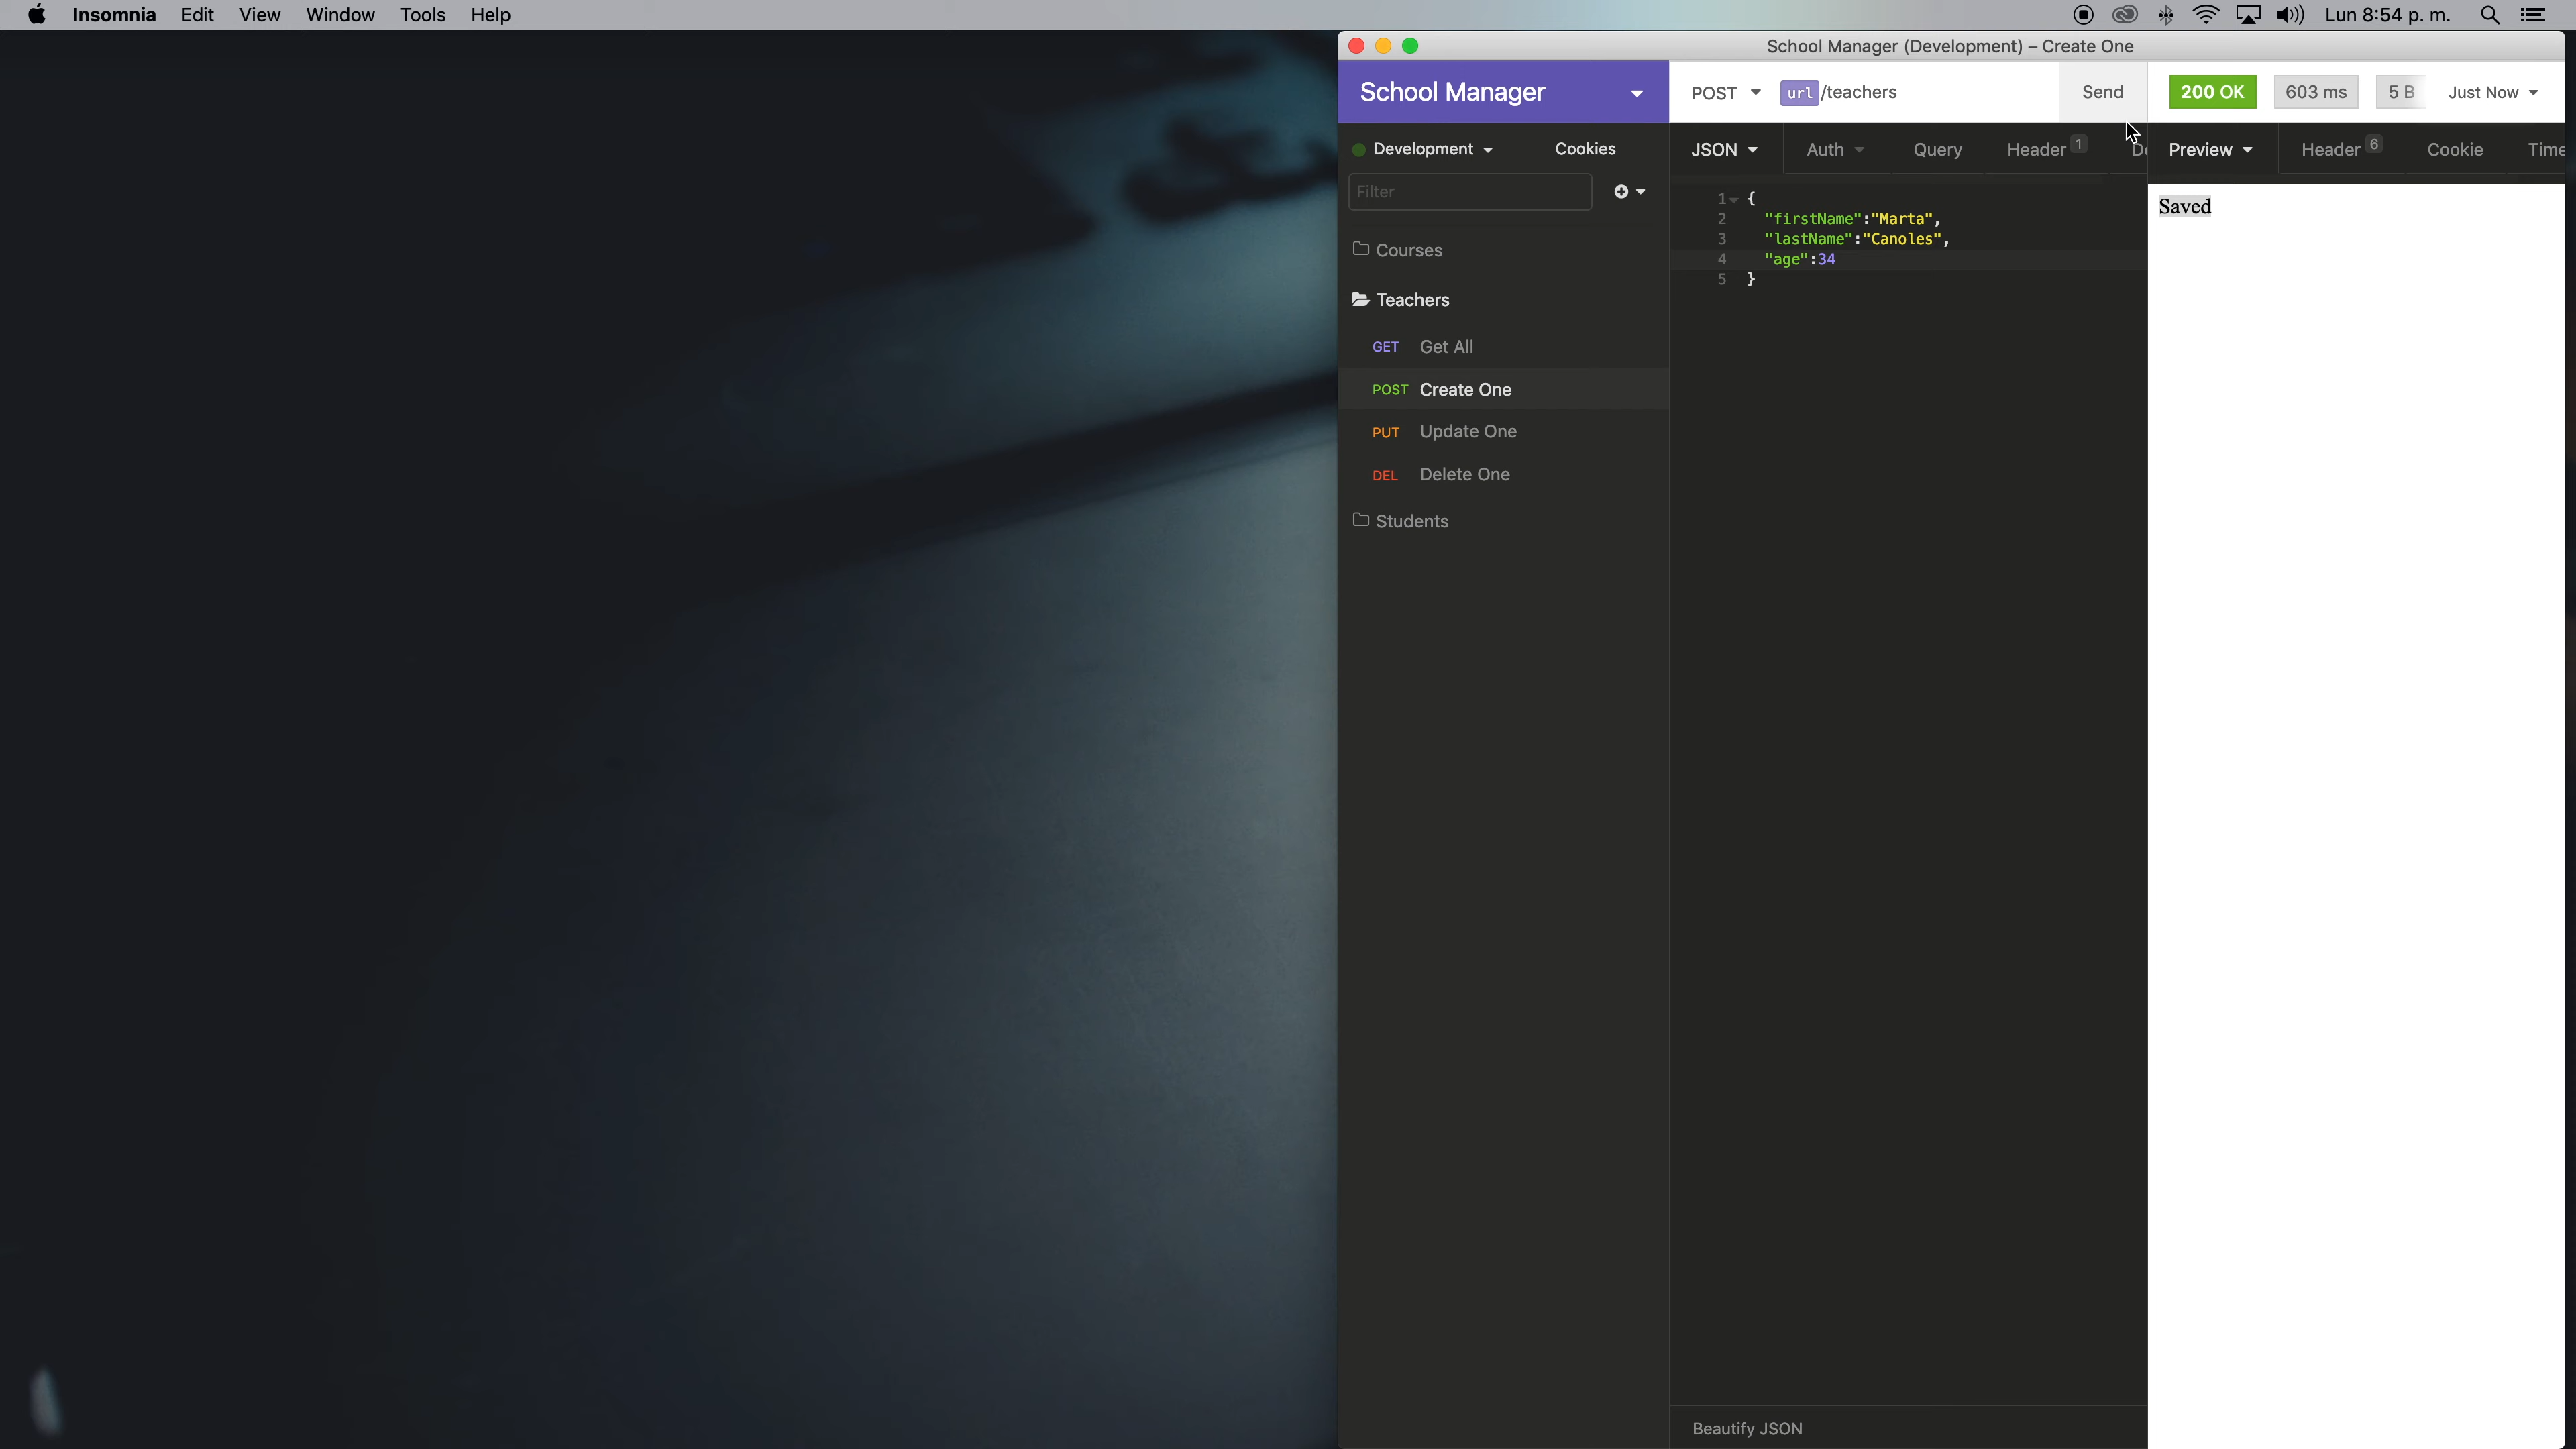 Insomnia Edit View Window Tools Help
Lun 8:54 p. m.
School Manager (Development) – Create One
School Manager
POST url/teachers Send
200 OK 603 ms 5 B Just Now
Development Cookies
JSON Auth Query Header 1
Preview Header 6 Cookie Time
Filter
Courses
Teachers
GET Get All
POST Create One
PUT Update One
DEL Delete One
Students
1 {
2 "firstName":"Marta",
3 "lastName":"Canoles",
4 "age":34
5 }
Saved
Beautify JSON